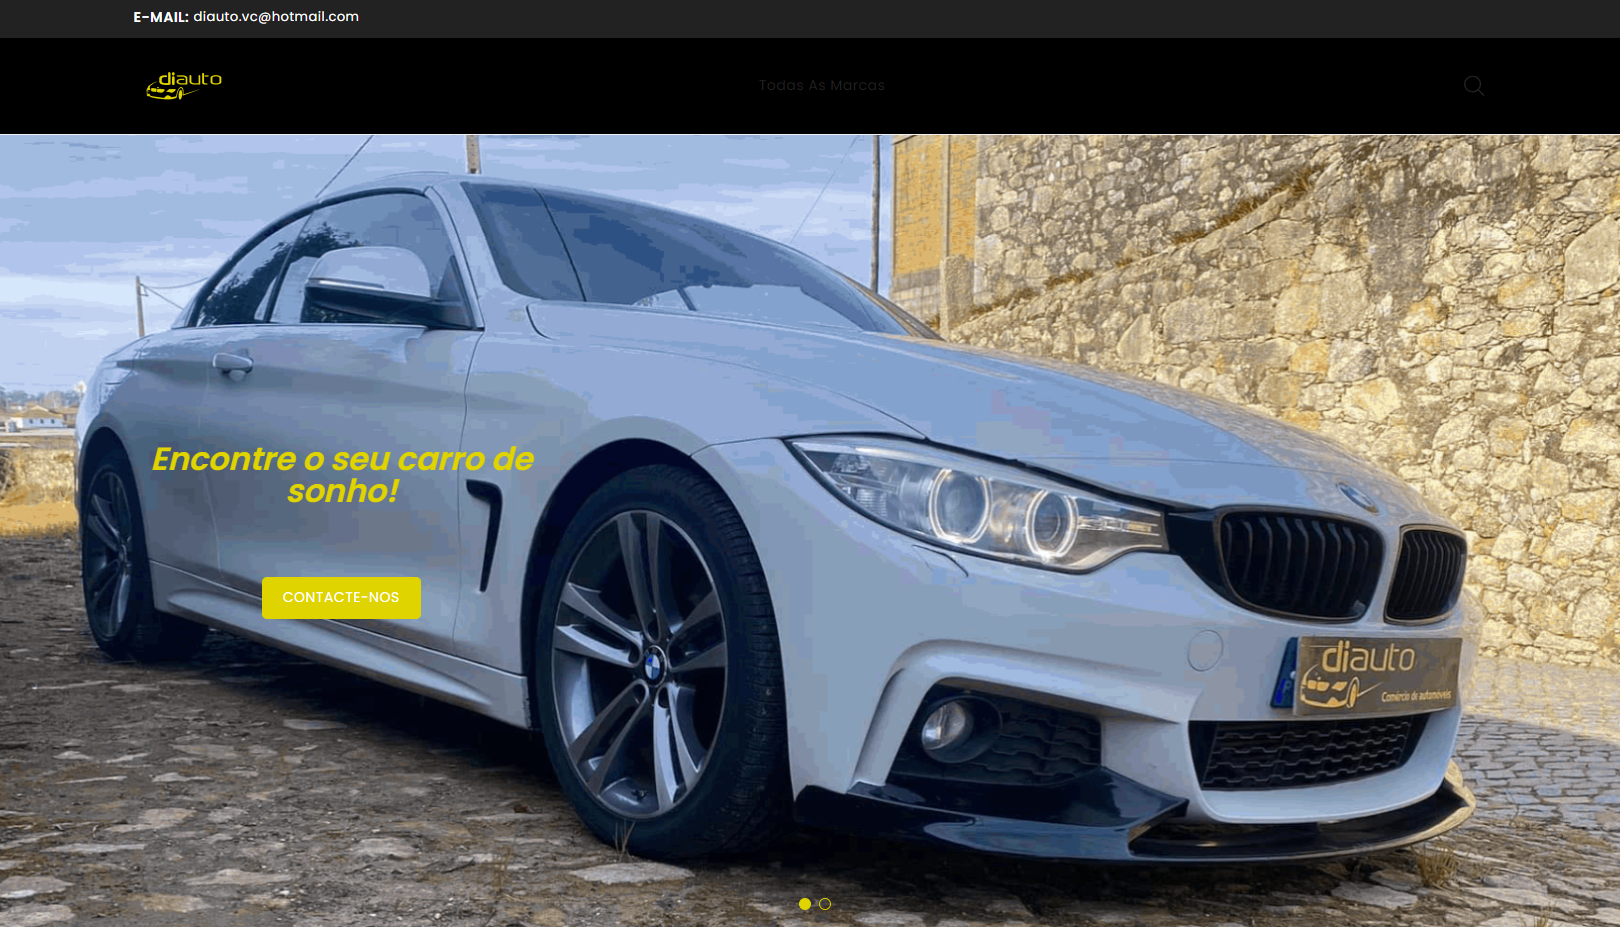 E-MAIL: diauto.vc@hotmail.com
diauto
Todas As Marcas
Encontre o seu carro de
sonho!
CONTACTE-NOS
diauto
Comércio de automóveis